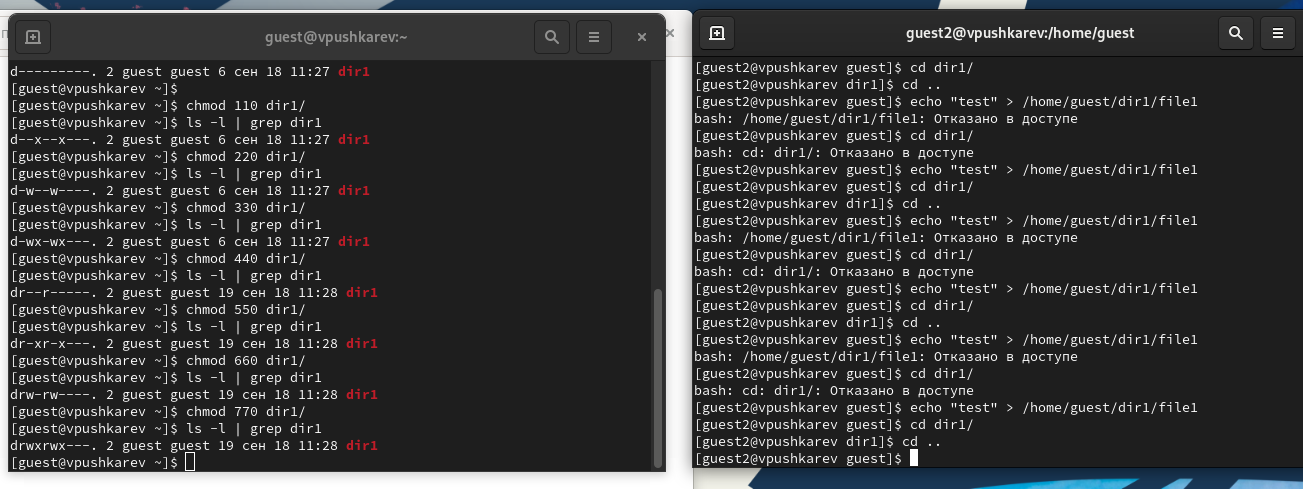 п
guest@vpushkarev:~
d---------. 2 guest guest 6 сен 18 11:27 dir1
[guest@vpushkarev ~]$
[guest@vpushkarev ~]$ chmod 110 dir1/
[guest@vpushkarev ~]$ ls -l | grep dir1
d--x--x---. 2 guest guest 6 сен 18 11:27 dir1
[guest@vpushkarev ~]$ chmod 220 dir1/
[guest@vpushkarev ~]$ ls -l | grep dir1
d-w--w----. 2 guest guest 6 сен 18 11:27 dir1
[guest@vpushkarev ~]$ chmod 330 dir1/
[guest@vpushkarev ~]$ ls -l | grep dir1
d-wx-wx---. 2 guest guest 6 сен 18 11:27 dir1
[guest@vpushkarev ~]$ chmod 440 dir1/
[guest@vpushkarev ~]$ ls -l | grep dir1
dr--r-----. 2 guest guest 19 сен 18 11:28 dir1
[guest@vpushkarev ~]$ chmod 550 dir1/
[guest@vpushkarev ~]$ ls -l | grep dir1
dr-xr-x---. 2 guest guest 19 сен 18 11:28 dir1
[guest@vpushkarev ~]$ chmod 660 dir1/
[guest@vpushkarev ~]$ ls -l | grep dir1
drw-rw----. 2 guest guest 19 сен 18 11:28 dir1
[guest@vpushkarev ~]$ chmod 770 dir1/
[guest@vpushkarev ~]$ ls -l | grep dir1
drwxrwx---. 2 guest guest 19 сен 18 11:28 dir1
[guest@vpushkarev ~]$
guest2@vpushkarev:/home/guest
[guest2@vpushkarev guest]$ cd dir1/
[guest2@vpushkarev dir1]$ cd ..
[guest2@vpushkarev guest]$ echo "test" > /home/guest/dir1/file1
bash: /home/guest/dir1/file1: Отказано в доступе
[guest2@vpushkarev guest]$ cd dir1/
bash: cd: dir1/: Отказано в доступе
[guest2@vpushkarev guest]$ echo "test" > /home/guest/dir1/file1
[guest2@vpushkarev guest]$ cd dir1/
[guest2@vpushkarev dir1]$ cd ..
[guest2@vpushkarev guest]$ echo "test" > /home/guest/dir1/file1
bash: /home/guest/dir1/file1: Отказано в доступе
[guest2@vpushkarev guest]$ cd dir1/
bash: cd: dir1/: Отказано в доступе
[guest2@vpushkarev guest]$ echo "test" > /home/guest/dir1/file1
[guest2@vpushkarev guest]$ cd dir1/
[guest2@vpushkarev dir1]$ cd ..
[guest2@vpushkarev guest]$ echo "test" > /home/guest/dir1/file1
bash: /home/guest/dir1/file1: Отказано в доступе
[guest2@vpushkarev guest]$ cd dir1/
bash: cd: dir1/: Отказано в доступе
[guest2@vpushkarev guest]$ echo "test" > /home/guest/dir1/file1
[guest2@vpushkarev guest]$ cd dir1/
[guest2@vpushkarev dir1]$ cd ..
[guest2@vpushkarev guest]$